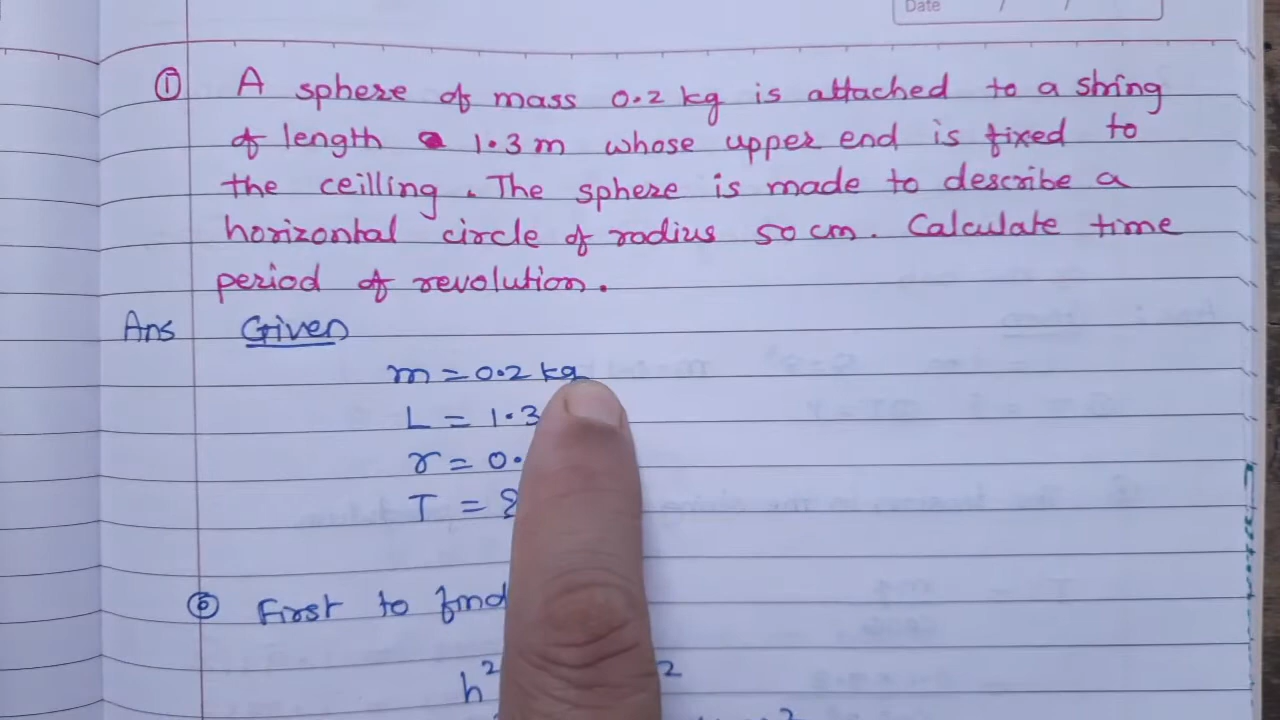 Date / /
① A sphere of mass 0.2 kg is attached to a string
of length 1.3 m whose upper end is fixed to
the ceilling. The sphere is made to describe a
horizontal circle of radius 50 cm. Calculate time
period of revolution.
Ans Given
m = 0.2 kg
L = 1.3
r = 0.
T = ?
First to find
h² ²